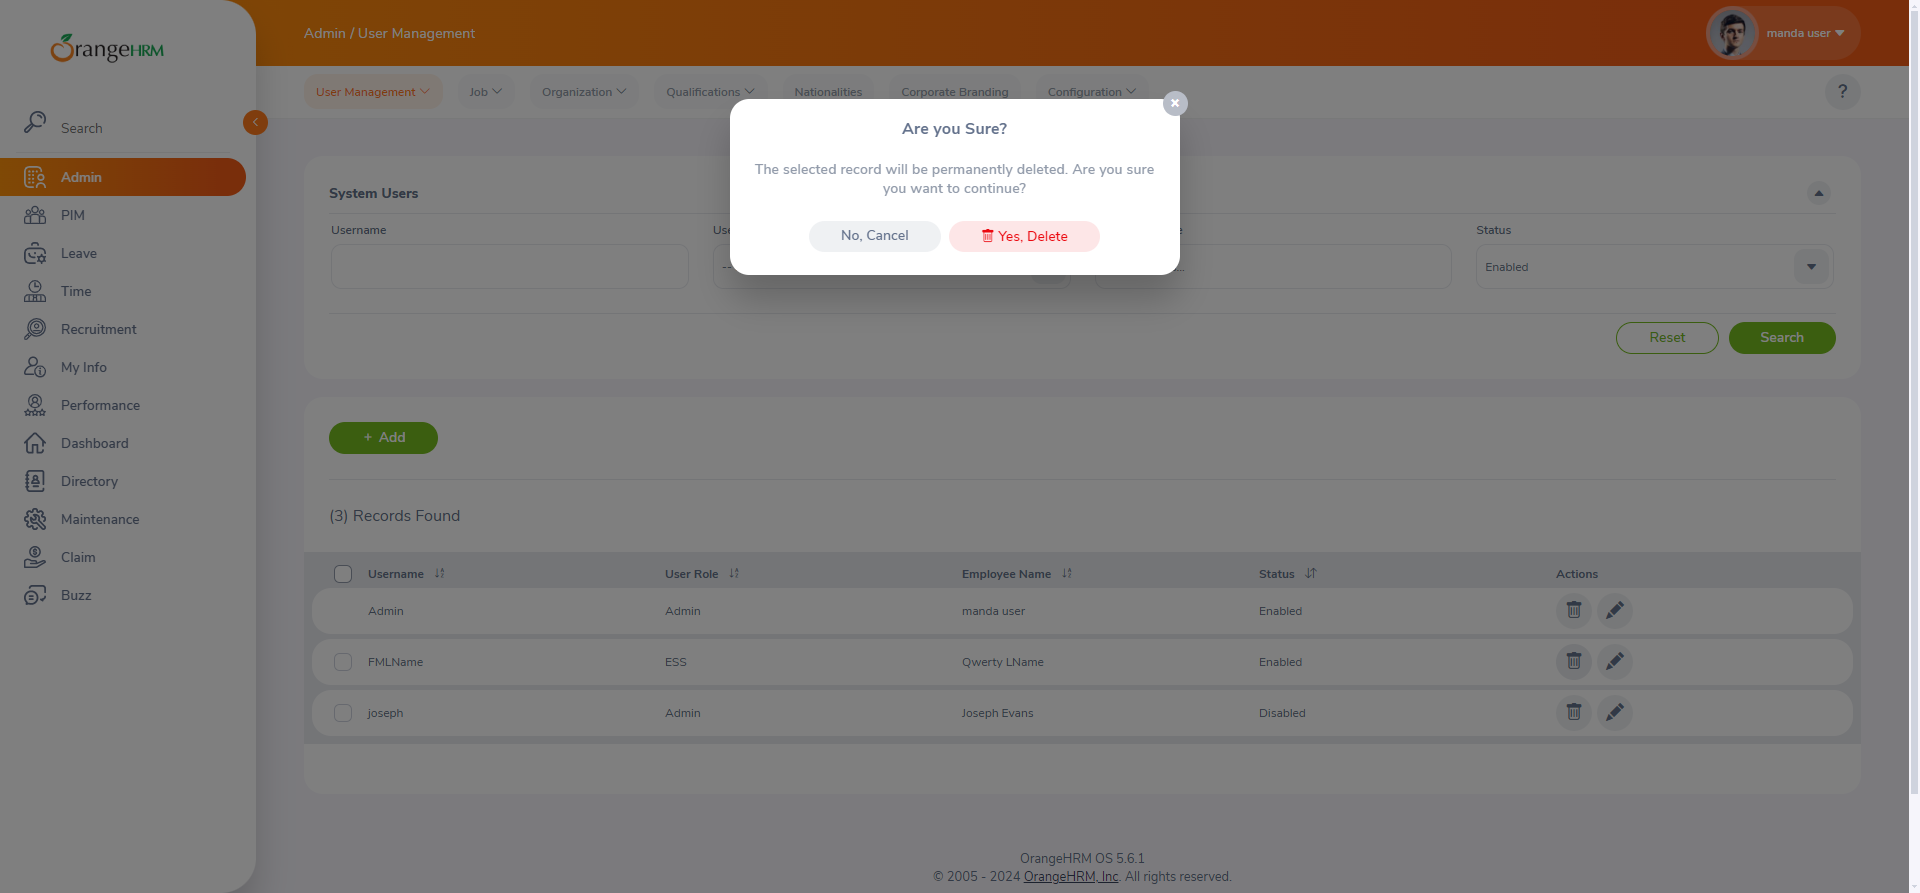 OrangeHRM
Admin / User Management
manda user
User Management
Job
Organization
Qualifications
Nationalities
Corporate Branding
Configuration
?
Search
Admin
PIM
Leave
Time
Recruitment
My Info
Performance
Dashboard
Directory
Maintenance
Claim
Buzz
Are you Sure?
The selected record will be permanently deleted. Are you sure
you want to continue?
No, Cancel
Yes, Delete
System Users
Username
Status
Enabled
Reset
Search
+ Add
(3) Records Found
Username User Role Employee Name Status Actions
Admin Admin manda user Enabled
FMLName ESS Qwerty LName Enabled
joseph Admin Joseph Evans Disabled
OrangeHRM OS 5.6.1
© 2005 - 2024 OrangeHRM, Inc. All rights reserved.